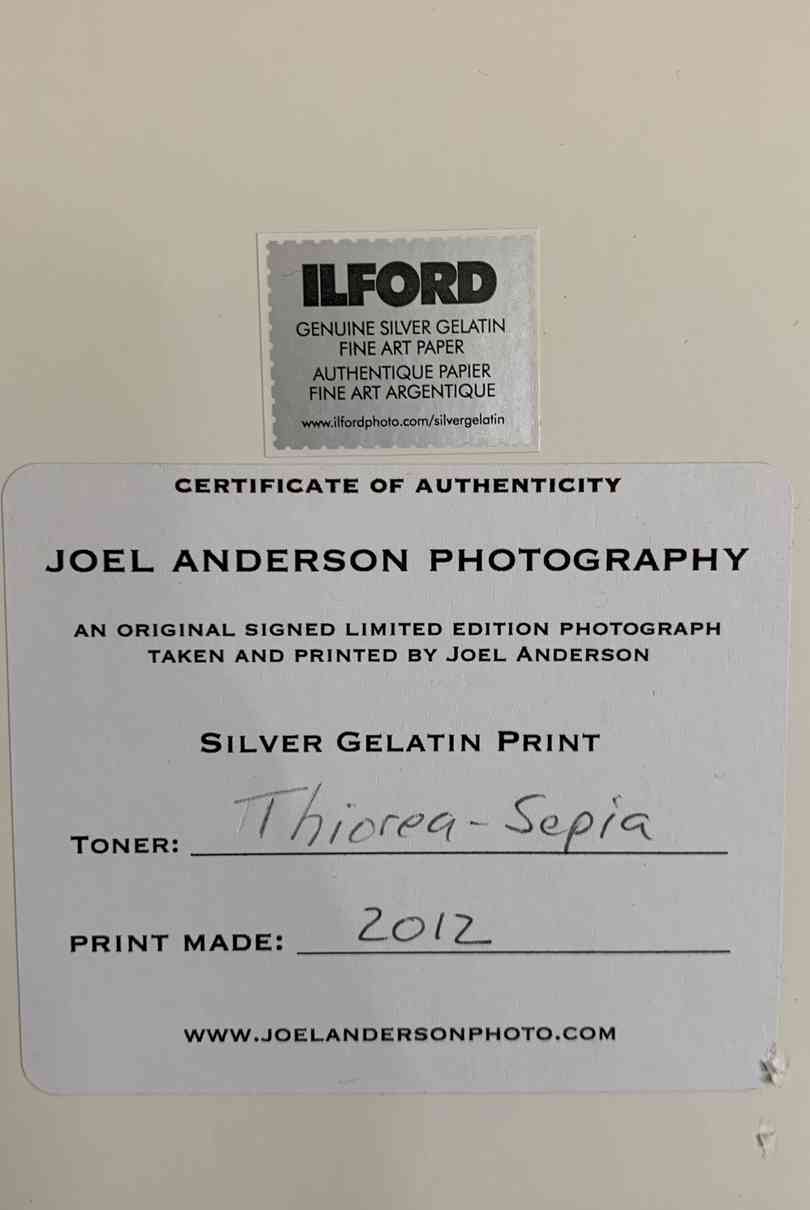 ILFORD
GENUINE SILVER GELATIN
FINE ART PAPER
AUTHENTIQUE PAPIER
FINE ART ARGENTIQUE
www.ilfordphoto.com/silvergelatin
CERTIFICATE OF AUTHENTICITY
JOEL ANDERSON PHOTOGRAPHY
AN ORIGINAL SIGNED LIMITED EDITION PHOTOGRAPH
TAKEN AND PRINTED BY JOEL ANDERSON
SILVER GELATIN PRINT
TONER: Thiorea-Sepia
PRINT MADE: 2012
WWW.JOELANDERSONPHOTO.COM